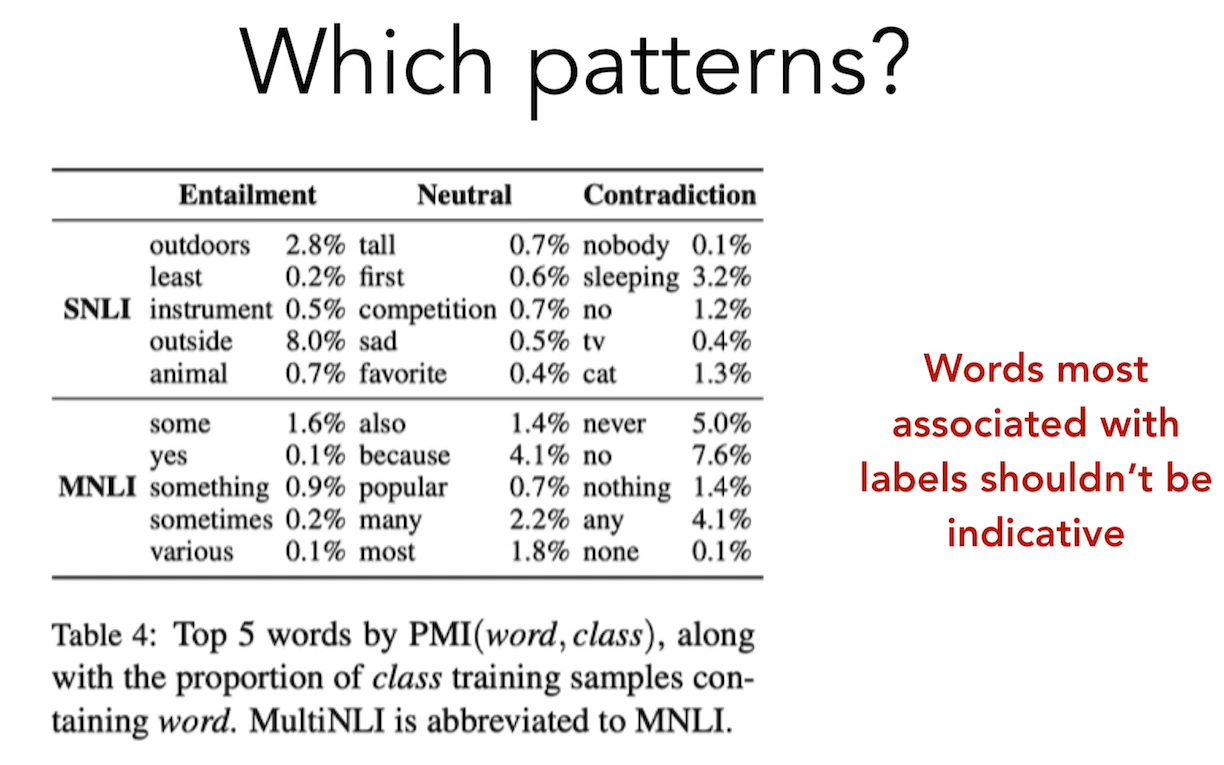 Which patterns?
Entailment Neutral Contradiction
outdoors 2.8% tall 0.7% nobody 0.1%
least 0.2% first 0.6% sleeping 3.2%
SNLI instrument 0.5% competition 0.7% no 1.2%
outside 8.0% sad 0.5% tv 0.4%
animal 0.7% favorite 0.4% cat 1.3%
some 1.6% also 1.4% never 5.0%
yes 0.1% because 4.1% no 7.6%
MNLI something 0.9% popular 0.7% nothing 1.4%
sometimes 0.2% many 2.2% any 4.1%
various 0.1% most 1.8% none 0.1%
Table 4: Top 5 words by PMI(word, class), along
with the proportion of class training samples con-
taining word. MultiNLI is abbreviated to MNLI.
Words most
associated with
labels shouldn't be
indicative